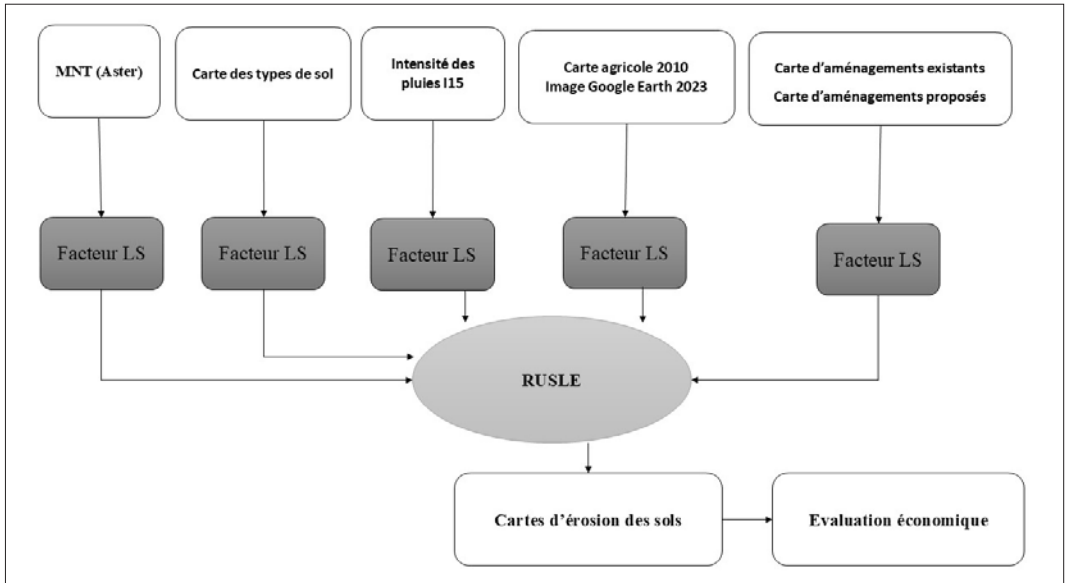 MNT (Aster)
Carte des types de sol
Intensité des
pluies I15
Carte agricole 2010
Image Google Earth 2023
Carte d'aménagements existants
Carte d'aménagements proposés
Facteur LS
Facteur LS
Facteur LS
Facteur LS
Facteur LS
RUSLE
Cartes d'érosion des sols
Evaluation économique